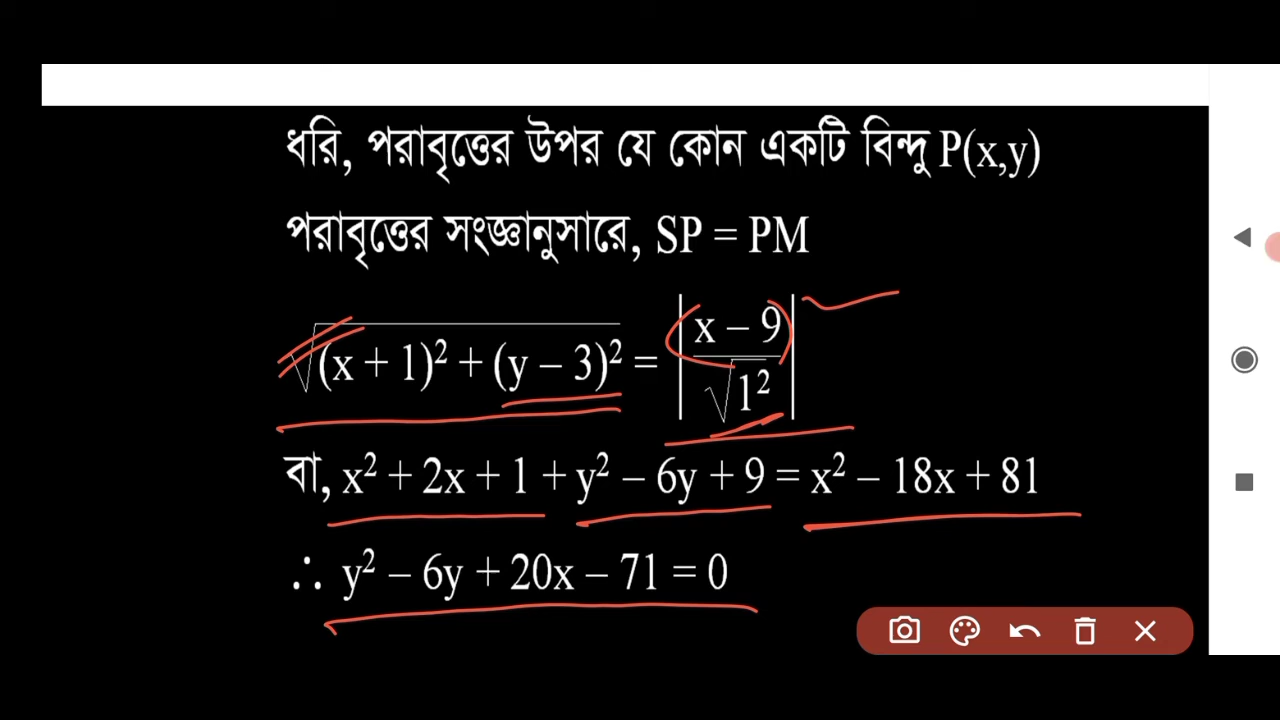 ধরি, পরাবৃত্তের উপর যে কোন একটি বিন্দু P(x,y)
পরাবৃত্তের সংজ্ঞানুসারে, SP = PM
√(x + 1)² + (y – 3)² = |x – 9 / √1²|
বা, x² + 2x + 1 + y² – 6y + 9 = x² – 18x + 81
∴ y² – 6y + 20x – 71 = 0